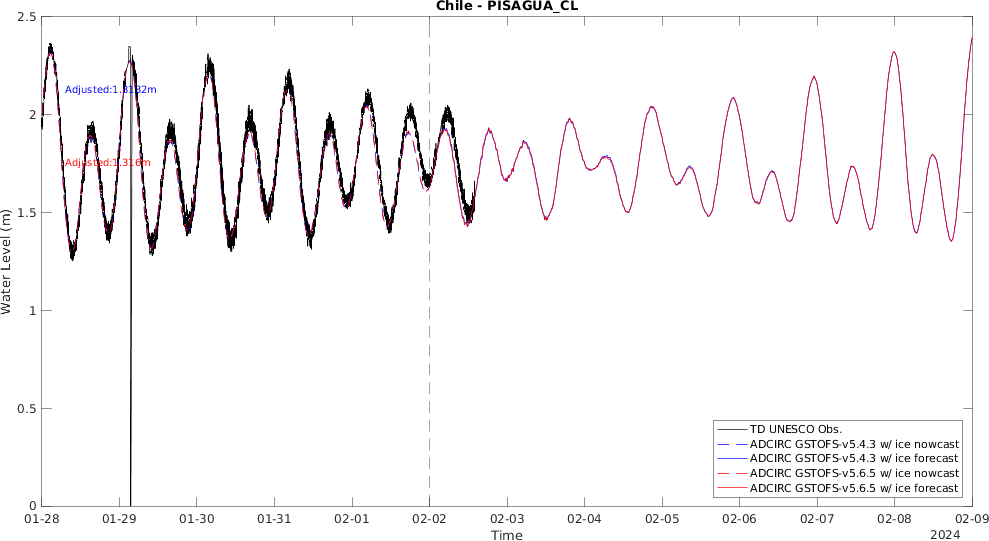 Chile - PISAGUA_CL
2.5
2
1.5
1
0.5
0
Water Level (m)
Adjusted:1.3132m
Adjusted:1.316m
TD UNESCO Obs.
ADCIRC GSTOFS-v5.4.3 w/ ice nowcast
ADCIRC GSTOFS-v5.4.3 w/ ice forecast
ADCIRC GSTOFS-v5.6.5 w/ ice nowcast
ADCIRC GSTOFS-v5.6.5 w/ ice forecast
01-28 01-29 01-30 01-31 02-01 02-02 02-03 02-04 02-05 02-06 02-07 02-08 02-09
Time
2024